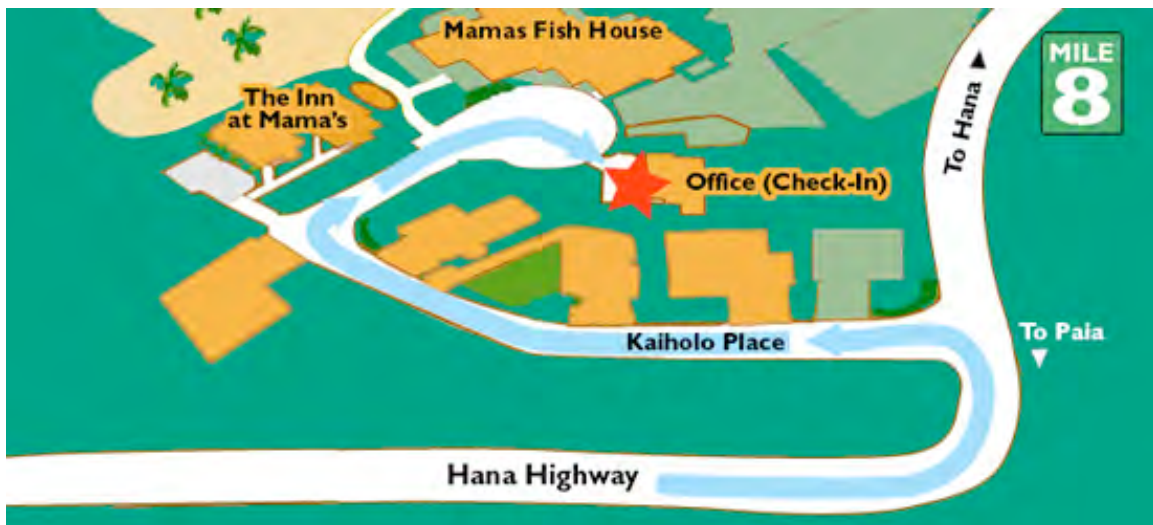 Mamas Fish House
The Inn
at Mama's
MILE
8
To Hana ▲
Office (Check-In)
Kaiholo Place
To Paia
▼
Hana Highway